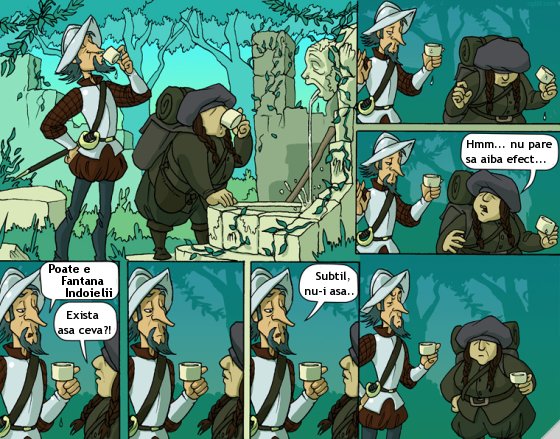 Hmm... nu pare
sa aiba efect...
Poate e
Fantana
Indoielii
Exista
asa ceva?!
Subtil,
nu-i asa..